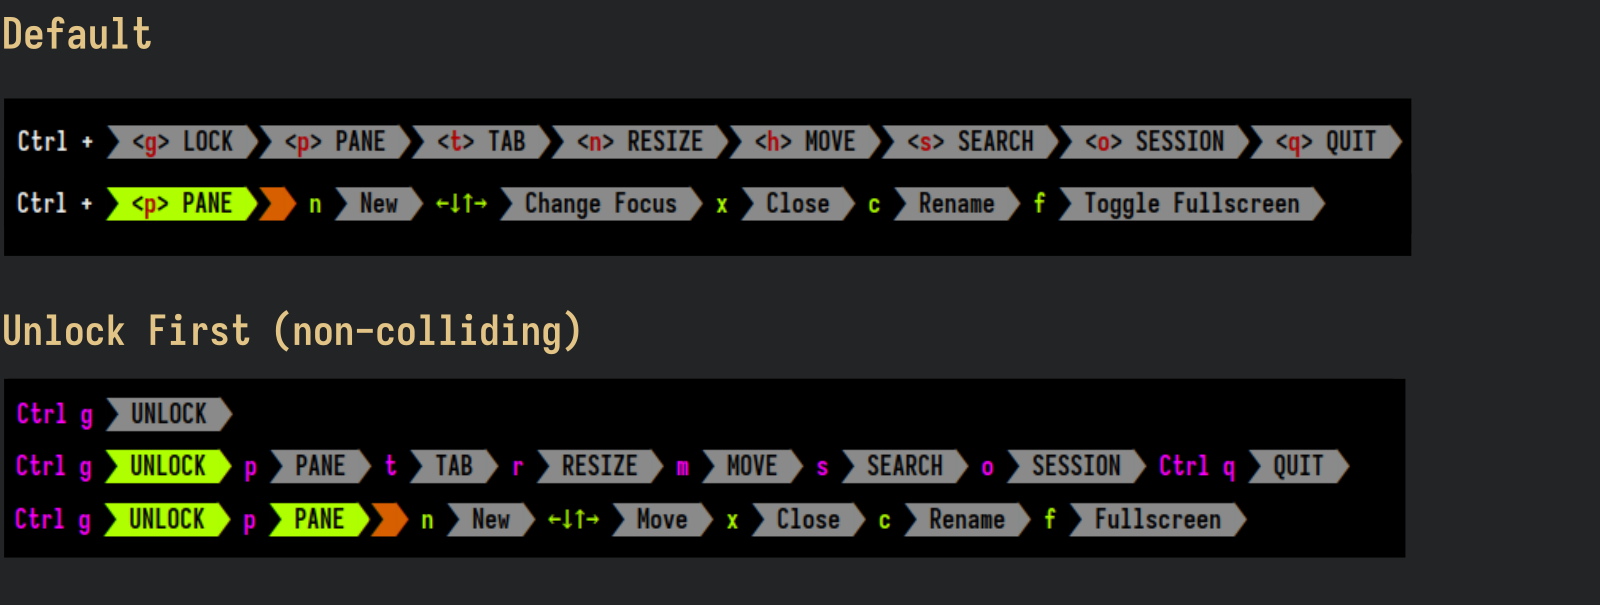 Default
Ctrl + <g> LOCK <p> PANE <t> TAB <n> RESIZE <h> MOVE <s> SEARCH <o> SESSION <q> QUIT
Ctrl + <p> PANE n New ←↓↑→ Change Focus x Close c Rename f Toggle Fullscreen
Unlock First (non-colliding)
Ctrl g UNLOCK
Ctrl g UNLOCK p PANE t TAB r RESIZE m MOVE s SEARCH o SESSION Ctrl q QUIT
Ctrl g UNLOCK p PANE n New ←↓↑→ Move x Close c Rename f Fullscreen